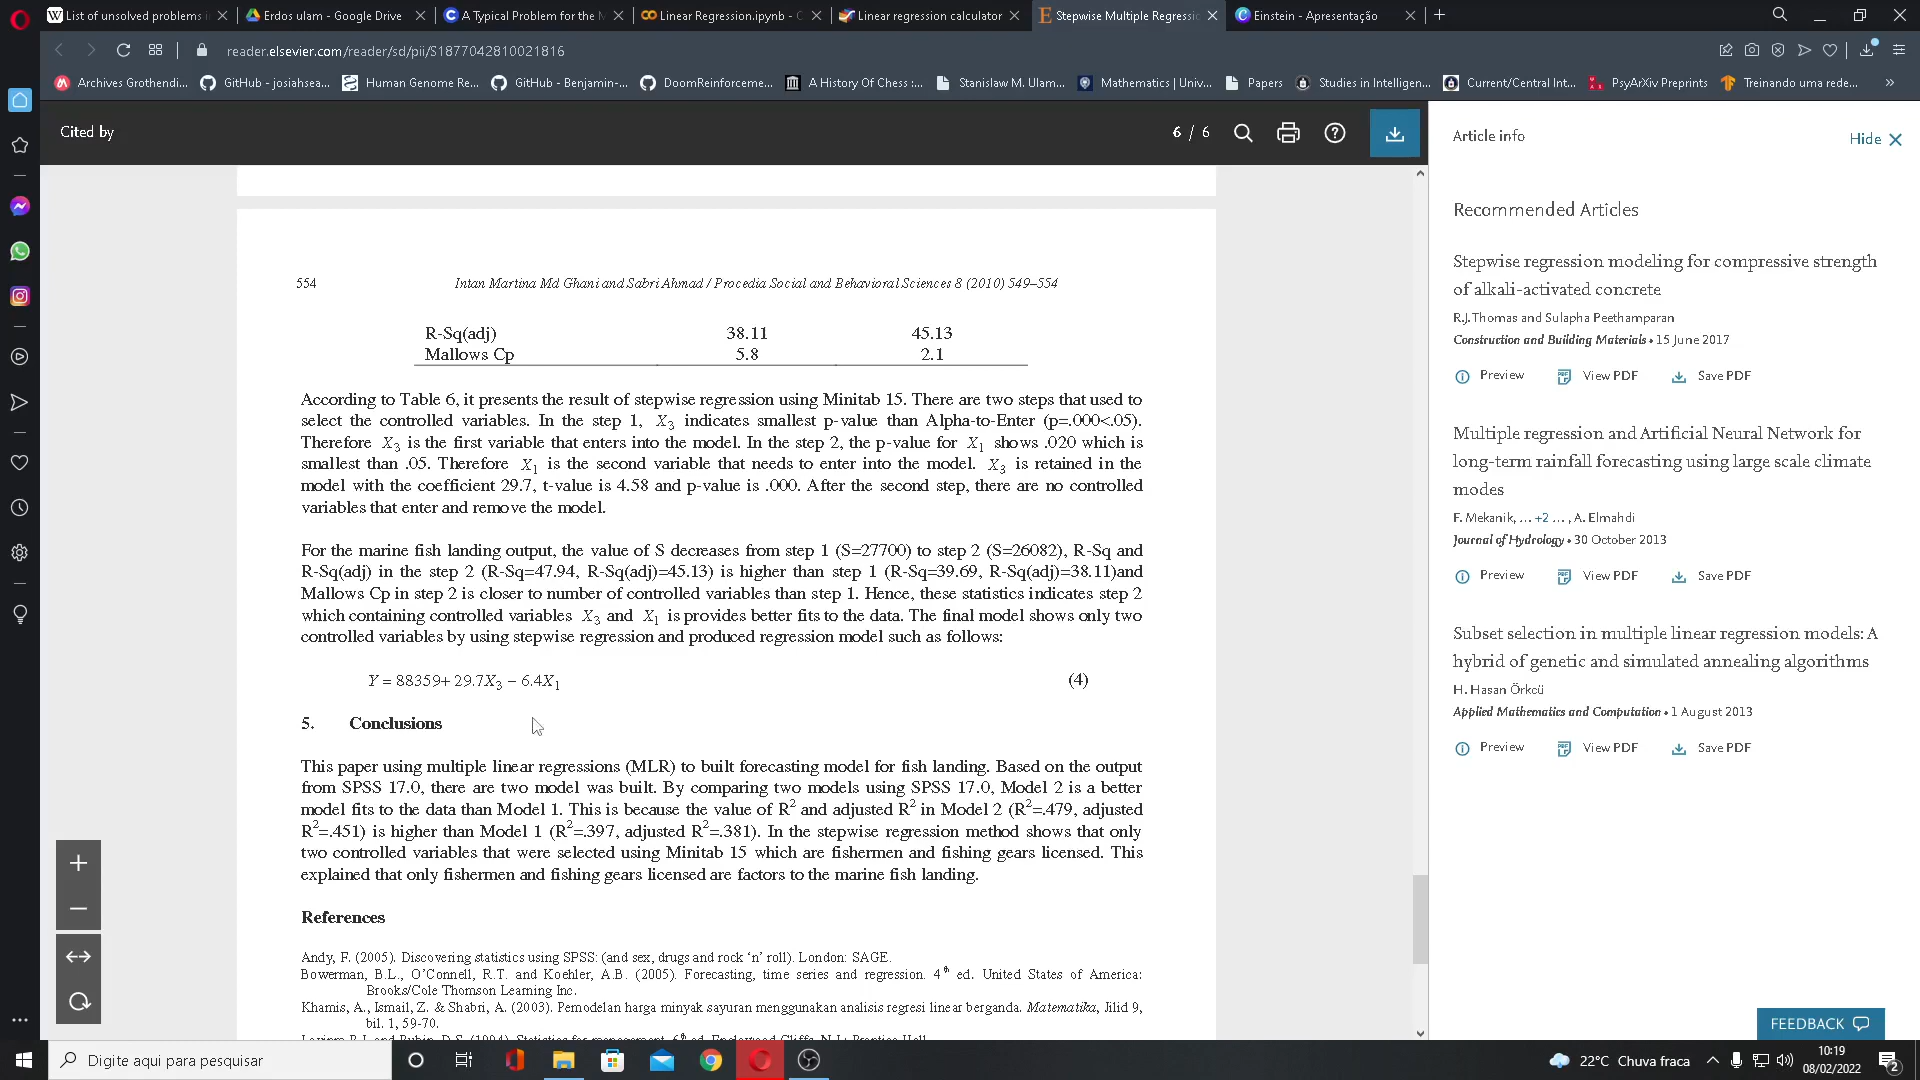 List of unsolved problems i
Erdos ulam - Google Drive
A Typical Problem for the M
Linear Regression.ipynb - C
Linear regression calculator
Stepwise Multiple Regressio
Einstein - Apresentação
reader.elsevier.com/reader/sd/pii/S1877042810021816
Archives Grothendi...
GitHub - josiahsea...
Human Genome Re...
GitHub - Benjamin-...
DoomReinforceme...
A History Of Chess :...
Stanislaw M. Ulam...
Mathematics | Univ...
Papers
Studies in Intelligen...
Current/Central Int...
PsyArXiv Preprints
Treinando uma rede...
Cited by
6 / 6
554
Intan Martina Md Ghani and Sabri Ahmad / Procedia Social and Behavioral Sciences 8 (2010) 549–554
R-Sq(adj) 38.11 45.13
Mallows Cp 5.8 2.1
According to Table 6, it presents the result of stepwise regression using Minitab 15. There are two steps that used to
select the controlled variables. In the step 1, X3 indicates smallest p-value than Alpha-to-Enter (p=.000<.05).
Therefore X3 is the first variable that enters into the model. In the step 2, the p-value for X1 shows .020 which is
smallest than .05. Therefore X1 is the second variable that needs to enter into the model. X3 is retained in the
model with the coefficient 29.7, t-value is 4.58 and p-value is .000. After the second step, there are no controlled
variables that enter and remove the model.
For the marine fish landing output, the value of S decreases from step 1 (S=27700) to step 2 (S=26082), R-Sq and
R-Sq(adj) in the step 2 (R-Sq=47.94, R-Sq(adj)=45.13) is higher than step 1 (R-Sq=39.69, R-Sq(adj)=38.11)and
Mallows Cp in step 2 is closer to number of controlled variables than step 1. Hence, these statistics indicates step 2
which containing controlled variables X3 and X1 is provides better fits to the data. The final model shows only two
controlled variables by using stepwise regression and produced regression model such as follows:
Y = 88359+ 29.7X3 − 6.4X1 (4)
5. Conclusions
This paper using multiple linear regressions (MLR) to built forecasting model for fish landing. Based on the output
from SPSS 17.0, there are two model was built. By comparing two models using SPSS 17.0, Model 2 is a better
model fits to the data than Model 1. This is because the value of R2 and adjusted R2 in Model 2 (R2=.479, adjusted
R2=.451) is higher than Model 1 (R2=.397, adjusted R2=.381). In the stepwise regression method shows that only
two controlled variables that were selected using Minitab 15 which are fishermen and fishing gears licensed. This
explained that only fishermen and fishing gears licensed are factors to the marine fish landing.
References
Andy, F. (2005). Discovering statistics using SPSS: (and sex, drugs and rock ‘n’ roll). London: SAGE.
Bowerman, B.L., O’Connell, R.T. and Koehler, A.B. (2005). Forecasting, time series and regression. 4th ed. United States of America:
Brooks/Cole Thomson Learning Inc.
Khamis, A., Ismail, Z. & Shabri, A. (2003). Pemodelan harga minyak sayuran menggunakan analisis regresi linear berganda. Matematika, Jilid 9,
bil. 1, 59-70.
Article info
Hide
Recommended Articles
Stepwise regression modeling for compressive strength
of alkali-activated concrete
R.J.Thomas and Sulapha Peethamparan
Construction and Building Materials • 15 June 2017
Preview View PDF Save PDF
Multiple regression and Artificial Neural Network for
long-term rainfall forecasting using large scale climate
modes
F. Mekanik, ... +2 ... , A. Elmahdi
Journal of Hydrology • 30 October 2013
Preview View PDF Save PDF
Subset selection in multiple linear regression models: A
hybrid of genetic and simulated annealing algorithms
H. Hasan Örkcü
Applied Mathematics and Computation • 1 August 2013
Preview View PDF Save PDF
FEEDBACK
Digite aqui para pesquisar
22°C Chuva fraca
10:19
08/02/2022
2